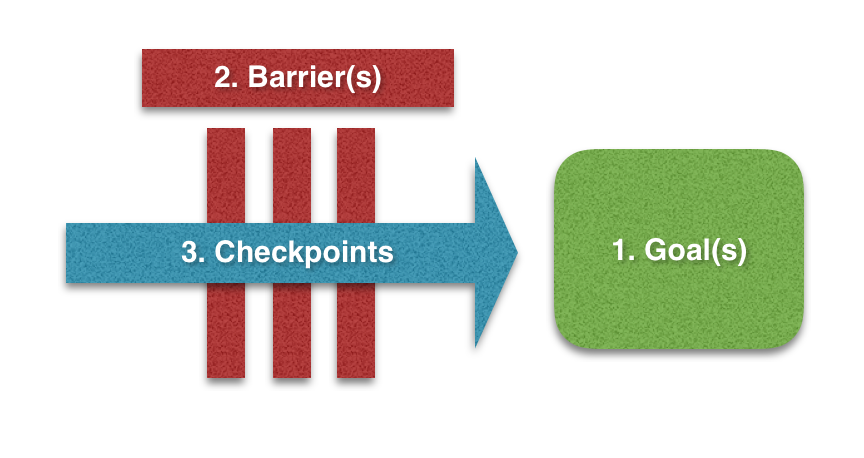 2. Barrier(s)
3. Checkpoints
1. Goal(s)